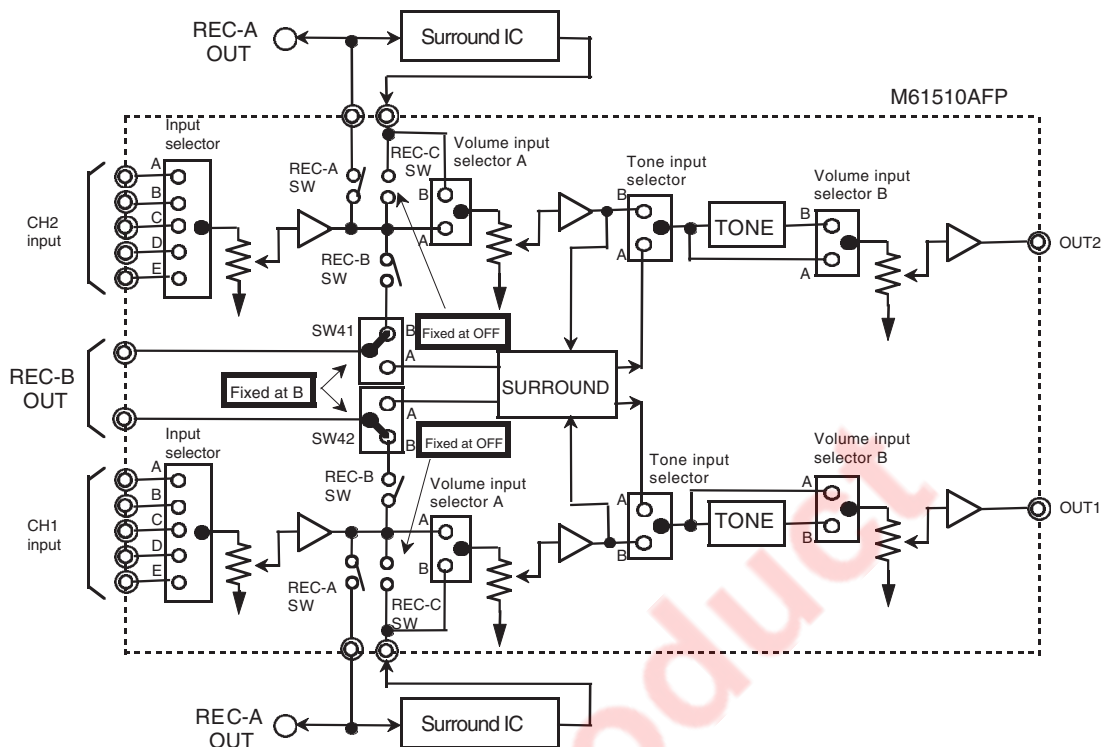 REC-A
OUT
Surround IC
M61510AFP
Input
selector
A
B
C
D
E
CH2
input
REC-A
SW
REC-C
SW
Volume input
selector A
B
A
REC-B
SW
Tone input
selector
B
A
TONE
Volume input
selector B
B
A
OUT2
SW41
B
A
Fixed at OFF
REC-B
OUT
Fixed at B
SURROUND
SW42
A
B
Fixed at OFF
Input
selector
A
B
C
D
E
CH1
input
REC-B
SW
Volume input
selector A
A
B
REC-A
SW
REC-C
SW
Tone input
selector
A
B
TONE
Volume input
selector B
A
B
OUT1
REC-A
OUT
Surround IC
oduct